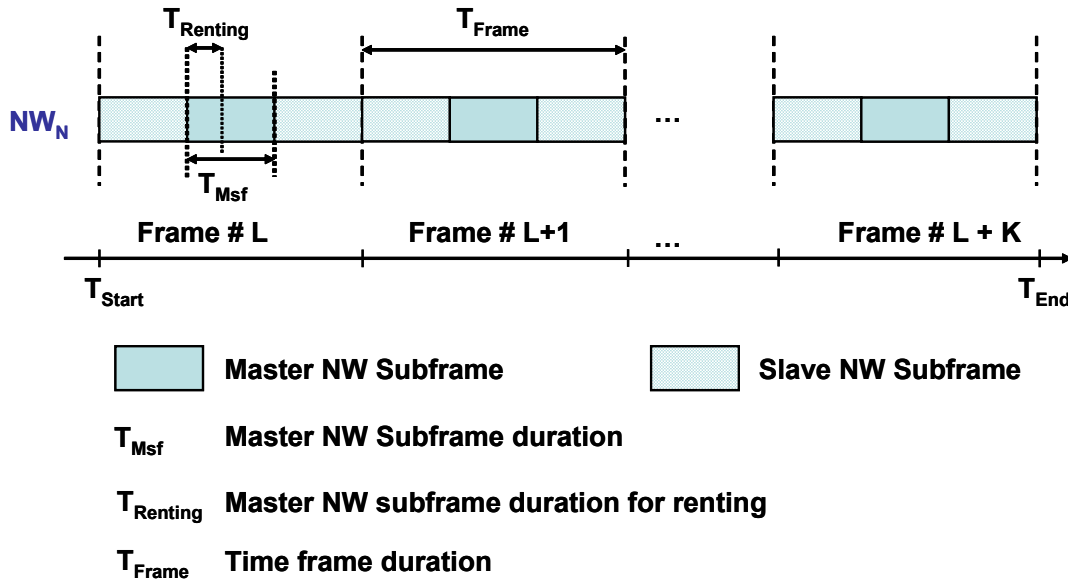 T_Renting
T_Frame
NW_N
...
T_Msf
Frame # L
Frame # L+1
...
Frame # L + K
T_Start
T_End
Master NW Subframe
Slave NW Subframe
T_Msf Master NW Subframe duration
T_Renting Master NW subframe duration for renting
T_Frame Time frame duration